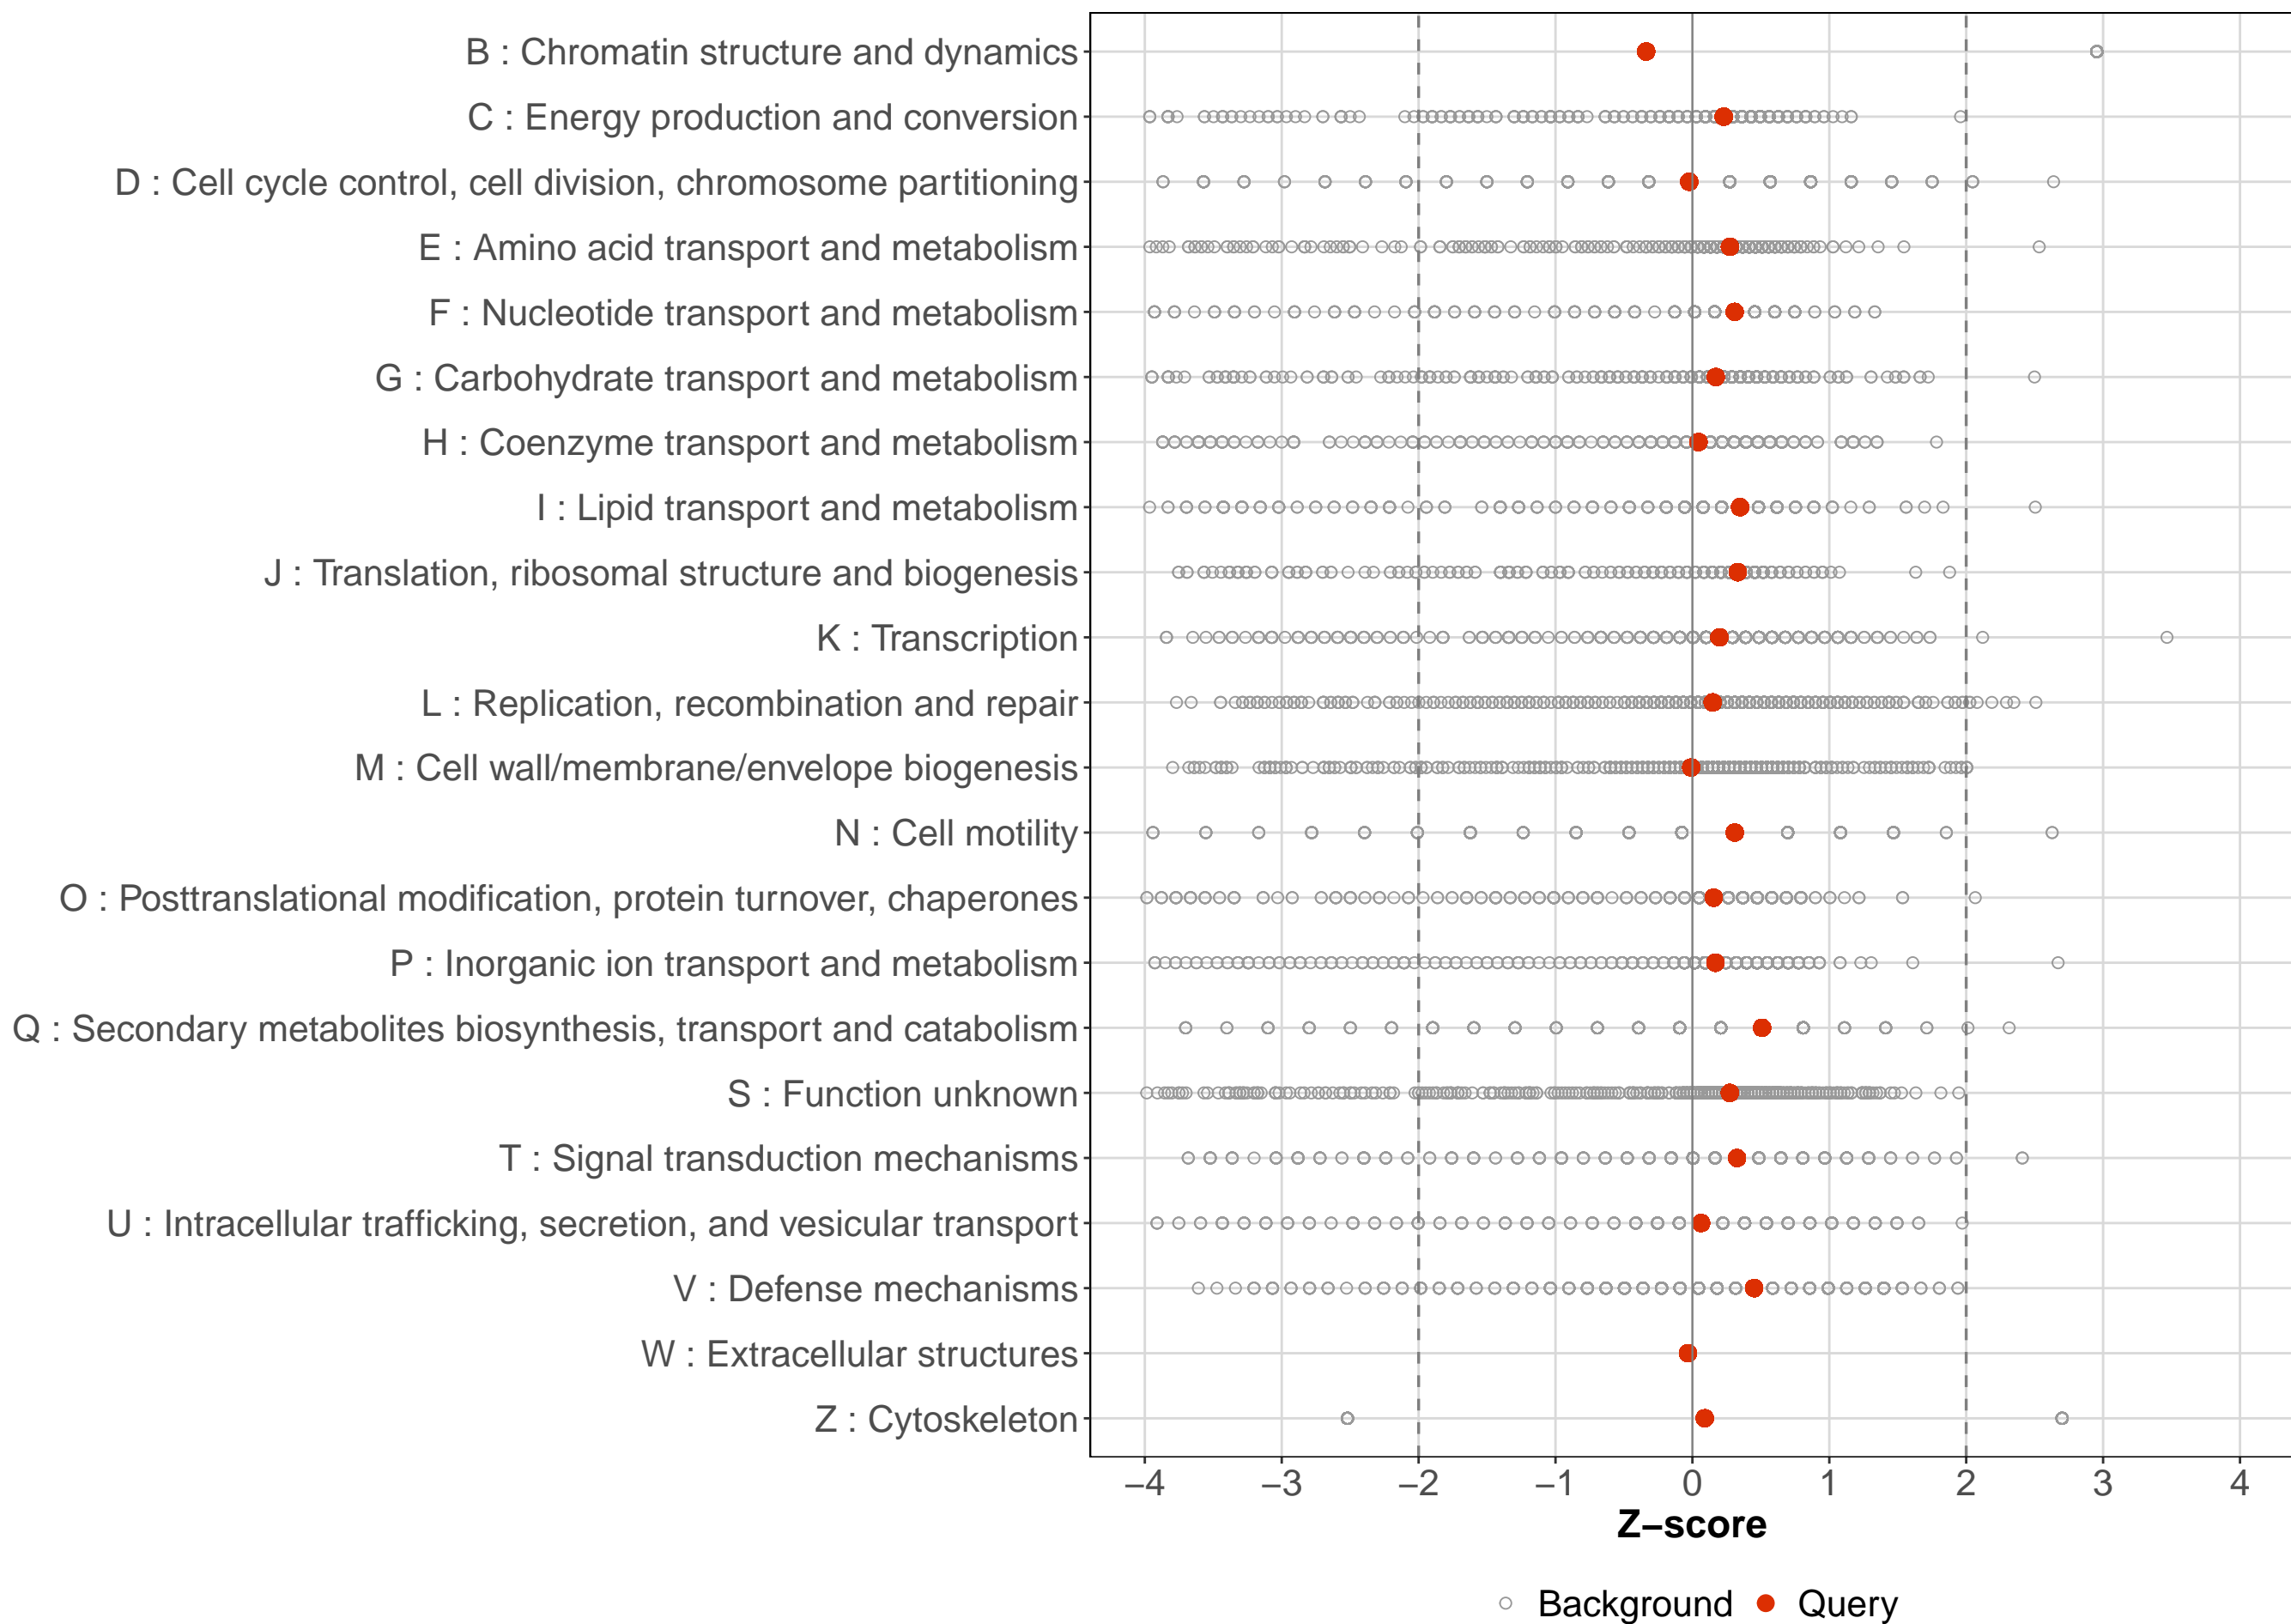 B : Chromatin structure and dynamics
C : Energy production and conversion
D : Cell cycle control, cell division, chromosome partitioning
E : Amino acid transport and metabolism
F : Nucleotide transport and metabolism
G : Carbohydrate transport and metabolism
H : Coenzyme transport and metabolism
I : Lipid transport and metabolism
J : Translation, ribosomal structure and biogenesis
K : Transcription
L : Replication, recombination and repair
M : Cell wall/membrane/envelope biogenesis
N : Cell motility
O : Posttranslational modification, protein turnover, chaperones
P : Inorganic ion transport and metabolism
Q : Secondary metabolites biosynthesis, transport and catabolism
S : Function unknown
T : Signal transduction mechanisms
U : Intracellular trafficking, secretion, and vesicular transport
V : Defense mechanisms
W : Extracellular structures
Z : Cytoskeleton
−4 −3 −2 −1 0 1 2 3 4
Z−score
Background Query